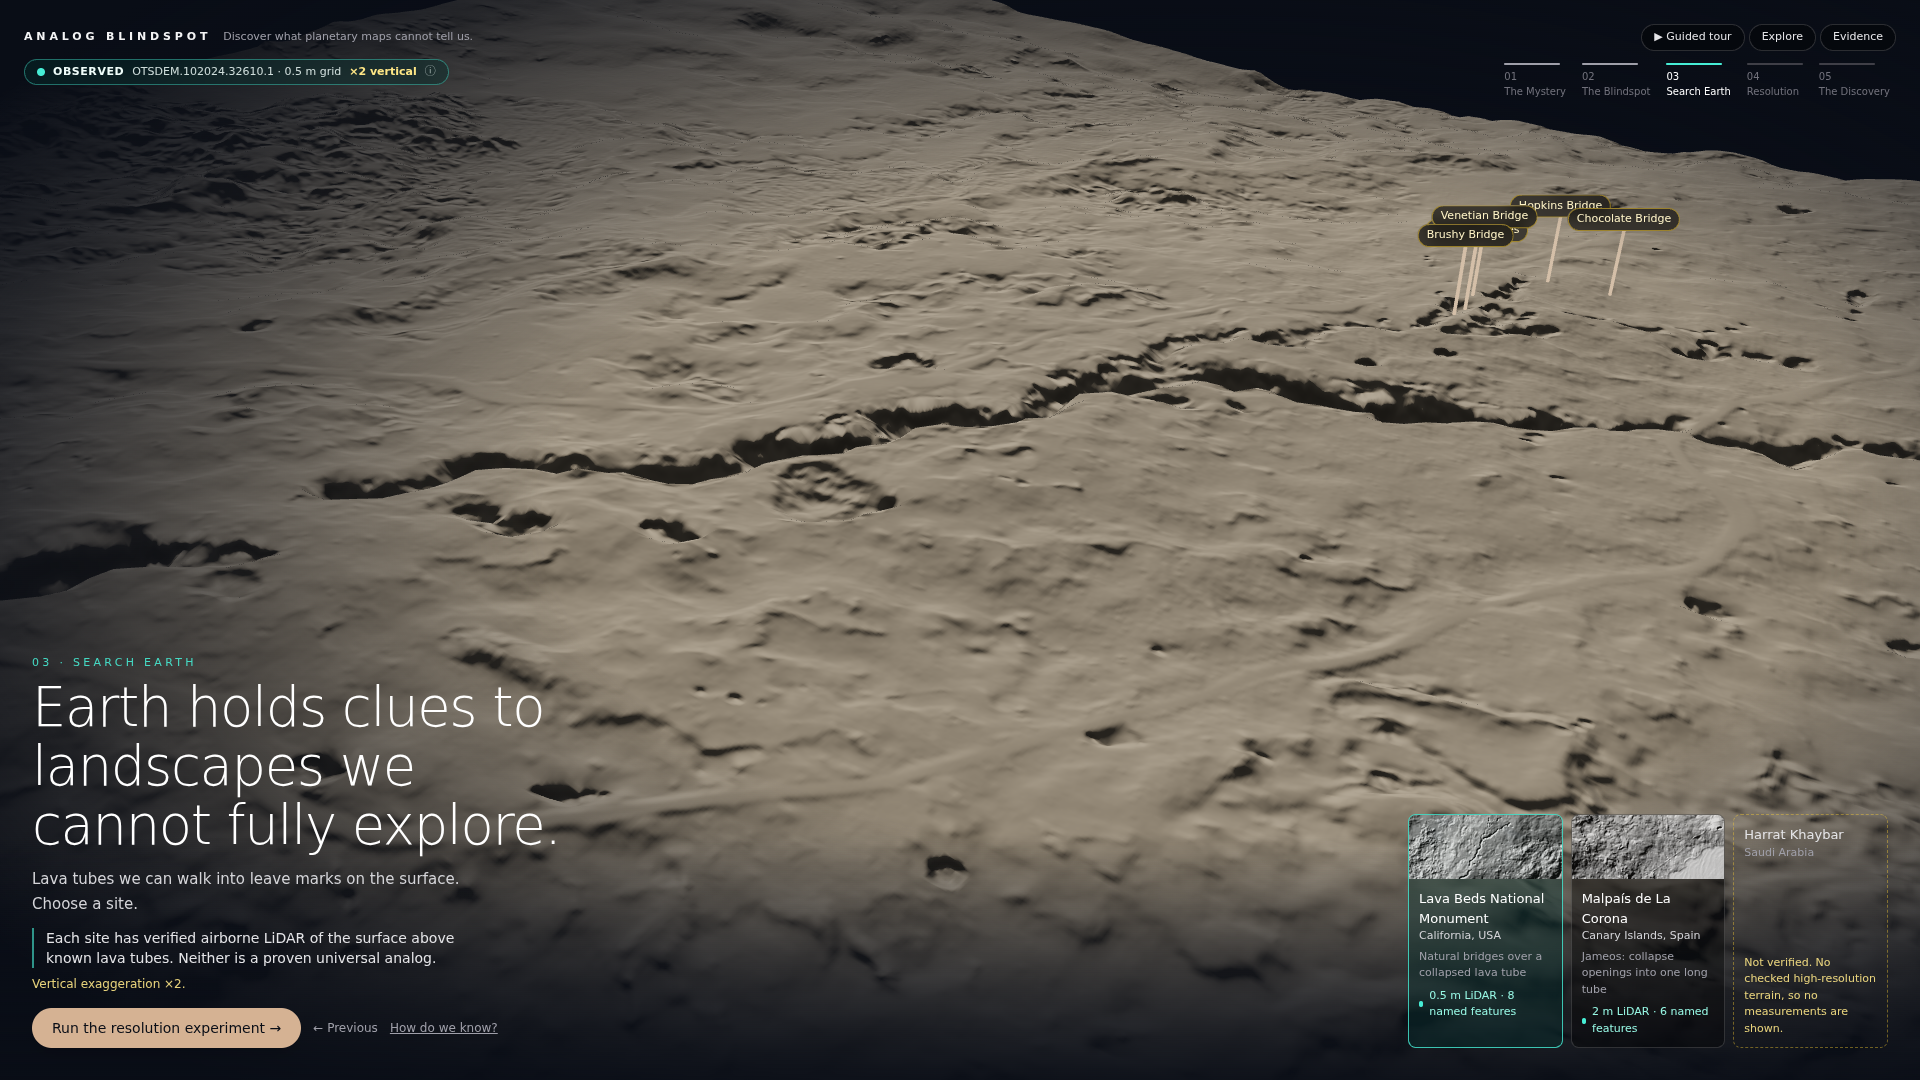 ANALOG BLINDSPOT Discover what planetary maps cannot tell us.
OBSERVED OTSDEM.102024.32610.1 · 0.5 m grid ×2 vertical ⓘ
▶ Guided tour Explore Evidence
01 The Mystery
02 The Blindspot
03 Search Earth
04 Resolution
05 The Discovery
Hopkins Bridge
Venetian Bridge
Chocolate Bridge
Brushy Bridge
03 · SEARCH EARTH
Earth holds clues to
landscapes we
cannot fully explore.
Lava tubes we can walk into leave marks on the surface.
Choose a site.
Each site has verified airborne LiDAR of the surface above
known lava tubes. Neither is a proven universal analog.
Vertical exaggeration ×2.
Run the resolution experiment → ← Previous How do we know?
Lava Beds National
Monument
California, USA
Natural bridges over a
collapsed lava tube
0.5 m LiDAR · 8
named features
Malpaís de La
Corona
Canary Islands, Spain
Jameos: collapse
openings into one long
tube
2 m LiDAR · 6 named
features
Harrat Khaybar
Saudi Arabia
Not verified. No
checked high-resolution
terrain, so no
measurements are
shown.